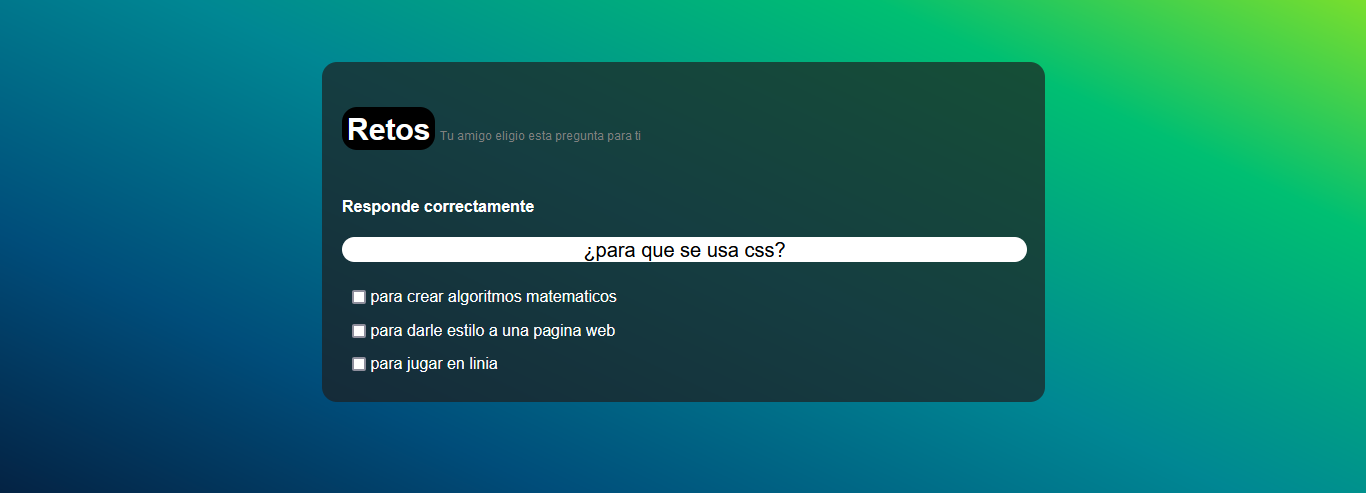 Retos Tu amigo eligio esta pregunta para ti
Responde correctamente
¿para que se usa css?
para crear algoritmos matematicos
para darle estilo a una pagina web
para jugar en linia